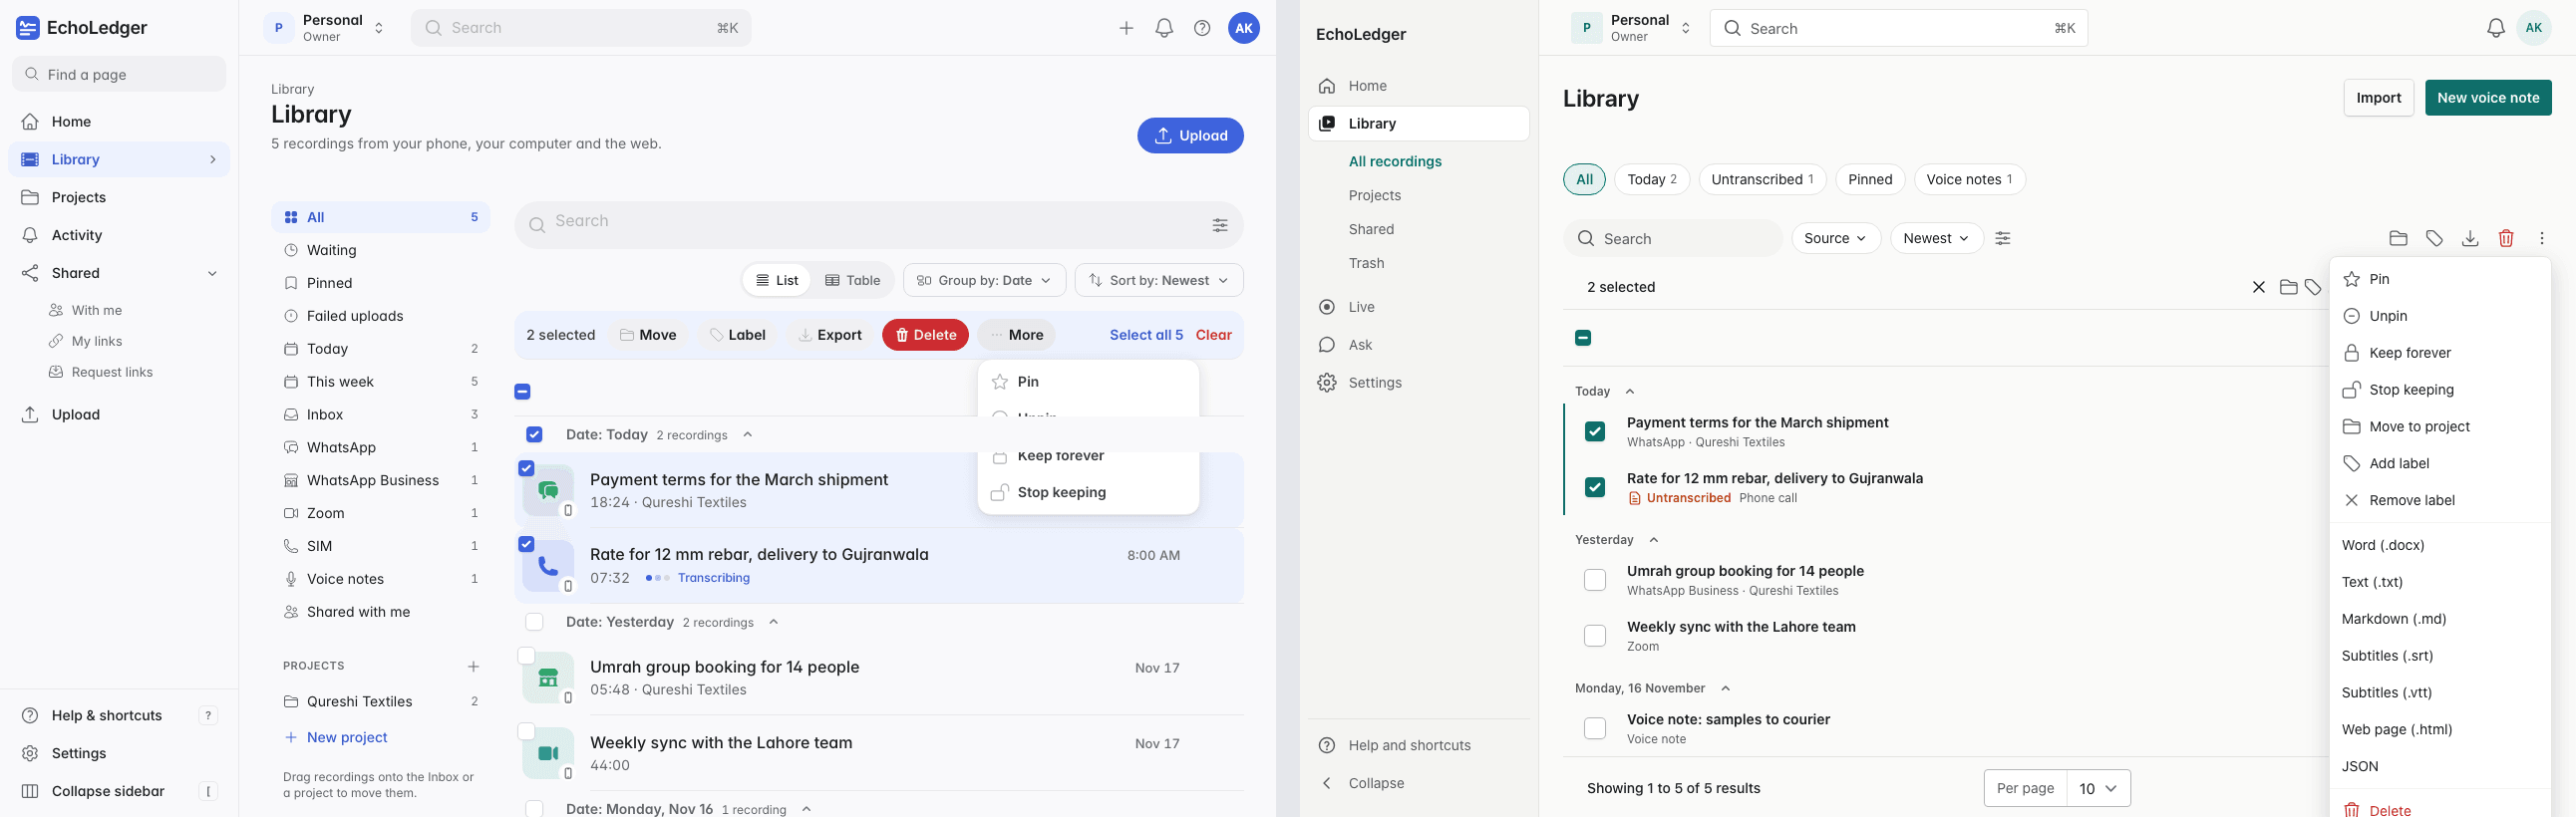 EchoLedger
Find a page
Home
Library
Projects
Activity
Shared
With me
My links
Request links
Upload
Help & shortcuts ?
Settings
Collapse sidebar [
P Personal
Owner
Search ⌘K
AK
Library
Library
5 recordings from your phone, your computer and the web.
Upload
All 5
Waiting
Pinned
Failed uploads
Today 2
This week 5
Inbox 3
WhatsApp 1
WhatsApp Business 1
Zoom 1
SIM 1
Voice notes 1
Shared with me
PROJECTS
Qureshi Textiles 2
New project
Drag recordings onto the Inbox or
a project to move them.
Search
List Table Group by: Date Sort by: Newest
2 selected Move Label Export Delete More Select all 5 Clear
Pin
Keep forever
Stop keeping
Date: Today 2 recordings
Payment terms for the March shipment
18:24 · Qureshi Textiles
Rate for 12 mm rebar, delivery to Gujranwala 8:00 AM
07:32 Transcribing
Date: Yesterday 2 recordings
Umrah group booking for 14 people Nov 17
05:48 · Qureshi Textiles
Weekly sync with the Lahore team Nov 17
44:00
Date: Monday, Nov 16 1 recording
EchoLedger
Home
Library
All recordings
Projects
Shared
Trash
Live
Ask
Settings
Help and shortcuts
Collapse
P Personal
Owner
Search ⌘K
AK
Library
Import New voice note
All Today 2 Untranscribed 1 Pinned Voice notes 1
Search Source Newest
2 selected
Today
Payment terms for the March shipment
WhatsApp · Qureshi Textiles
Rate for 12 mm rebar, delivery to Gujranwala
Untranscribed Phone call
Yesterday
Umrah group booking for 14 people
WhatsApp Business · Qureshi Textiles
Weekly sync with the Lahore team
Zoom
Monday, 16 November
Voice note: samples to courier
Voice note
Showing 1 to 5 of 5 results
Per page 10
Pin
Unpin
Keep forever
Stop keeping
Move to project
Add label
Remove label
Word (.docx)
Text (.txt)
Markdown (.md)
Subtitles (.srt)
Subtitles (.vtt)
Web page (.html)
JSON
Delete